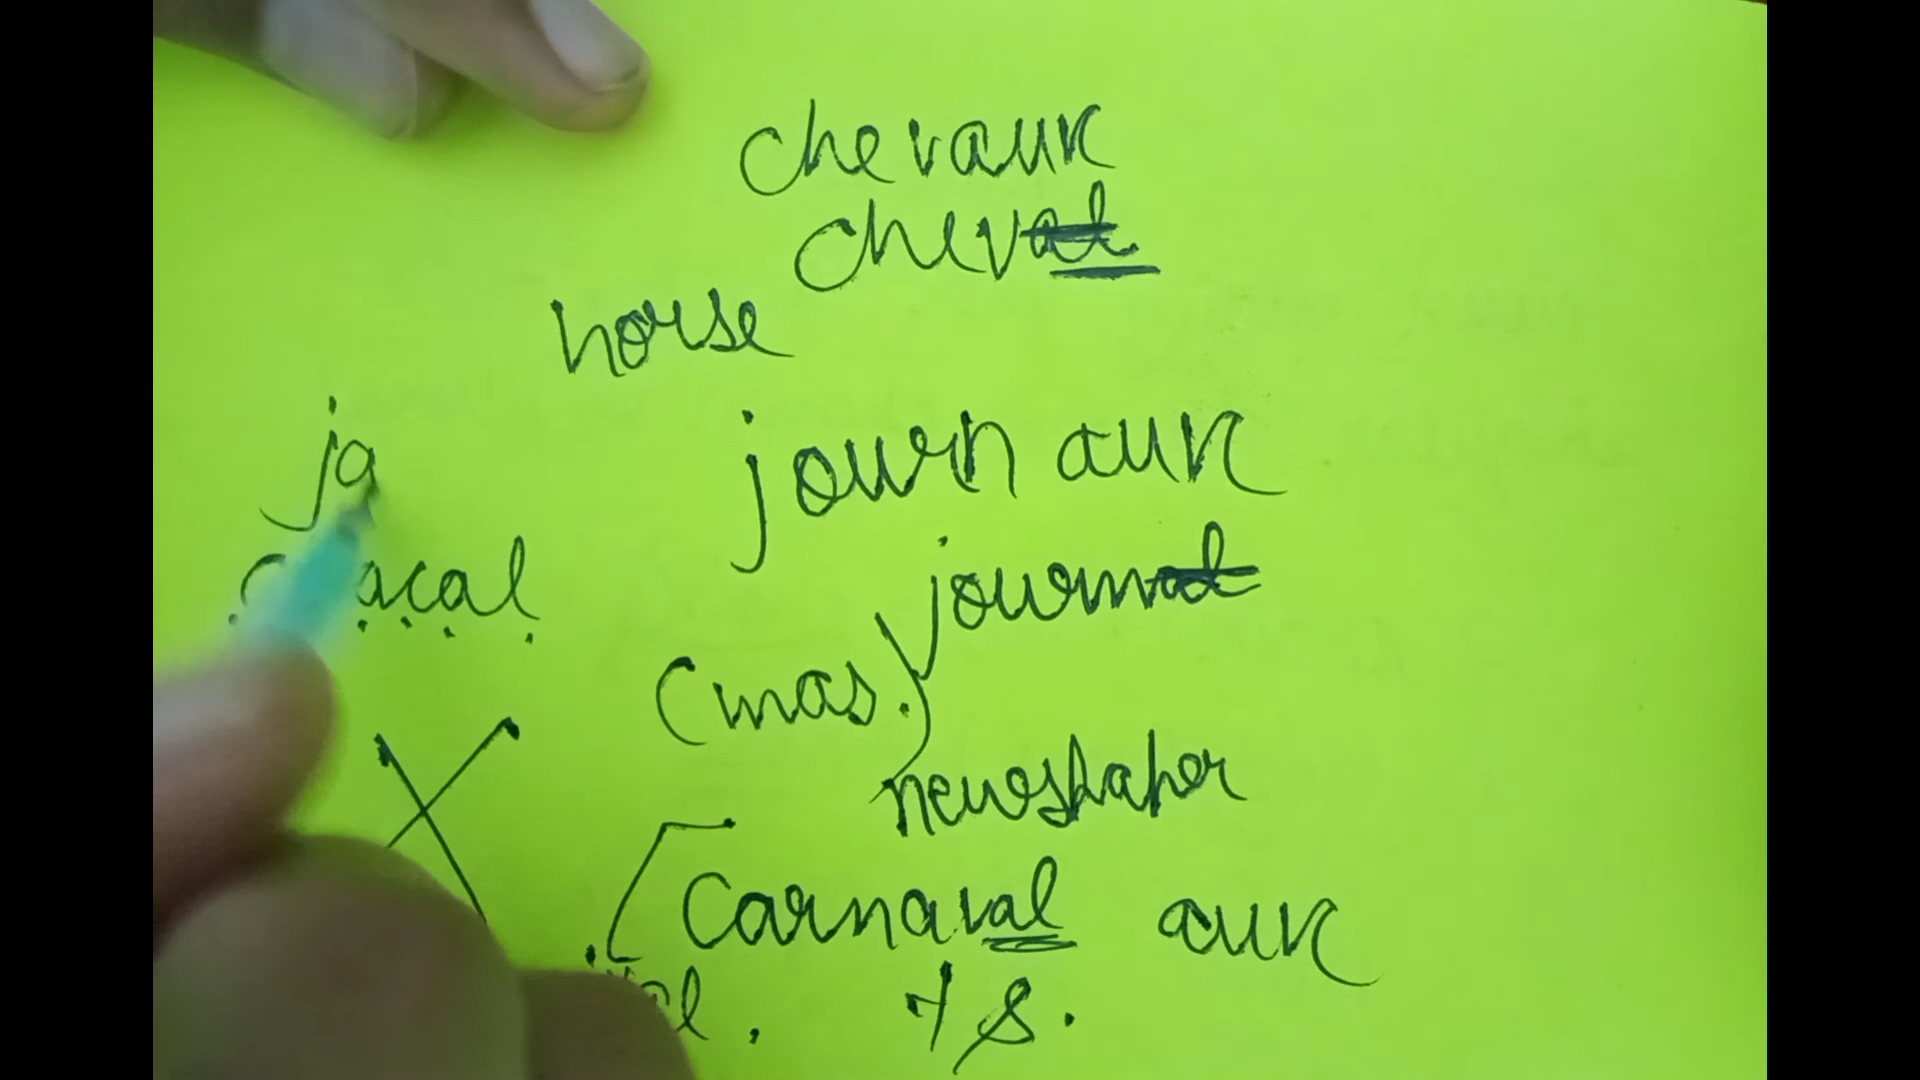 chevaux
cheval
horse
journaux
ja
journal
(mas.)
newspaper
Carnaval aux
+ s.